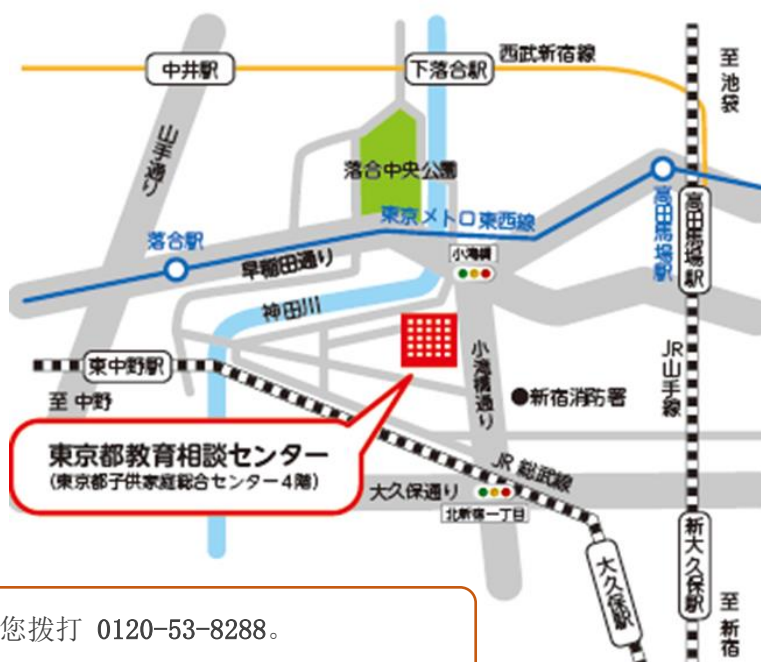 西武新宿線
至 池袋
中井駅
下落合駅
山手通り
落合中央公園
東京メトロ東西線
高田馬場駅
高田馬場駅
落合駅
早稲田通り
小滝橋
神田川
東中野駅
至 中野
小滝橋通り
●新宿消防署
JR山手線
東京都教育相談センター
(東京都子供家庭総合センター4階)
JR 総武線
大久保通り
北新宿一丁目
大久保駅
新大久保駅
至 新宿
您拨打 0120-53-8288。